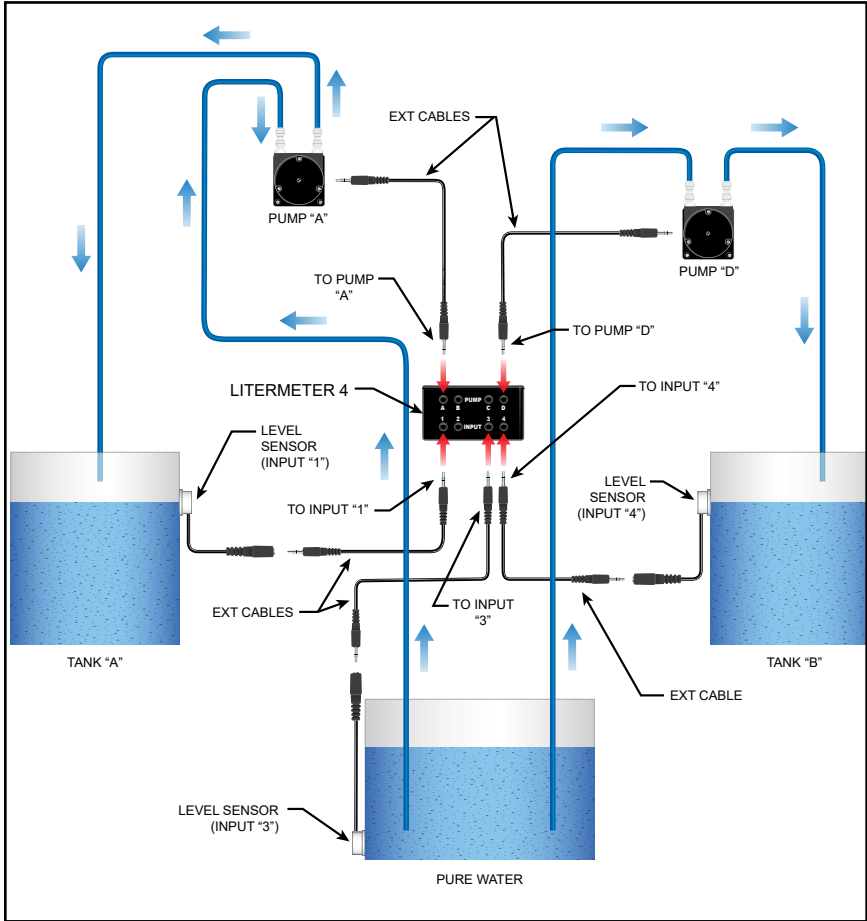 EXT CABLES
PUMP “A”
PUMP “D”
TO PUMP
“A”
TO PUMP “D”
LITERMETER 4
PUMP
A B C D
1 2 3 4
INPUT
TO INPUT “4”
LEVEL
SENSOR
(INPUT “1”)
LEVEL
SENSOR
(INPUT “4”)
TO INPUT “1”
EXT CABLES
TO INPUT
“3”
TANK “A”
TANK “B”
EXT CABLE
LEVEL SENSOR
(INPUT “3”)
PURE WATER